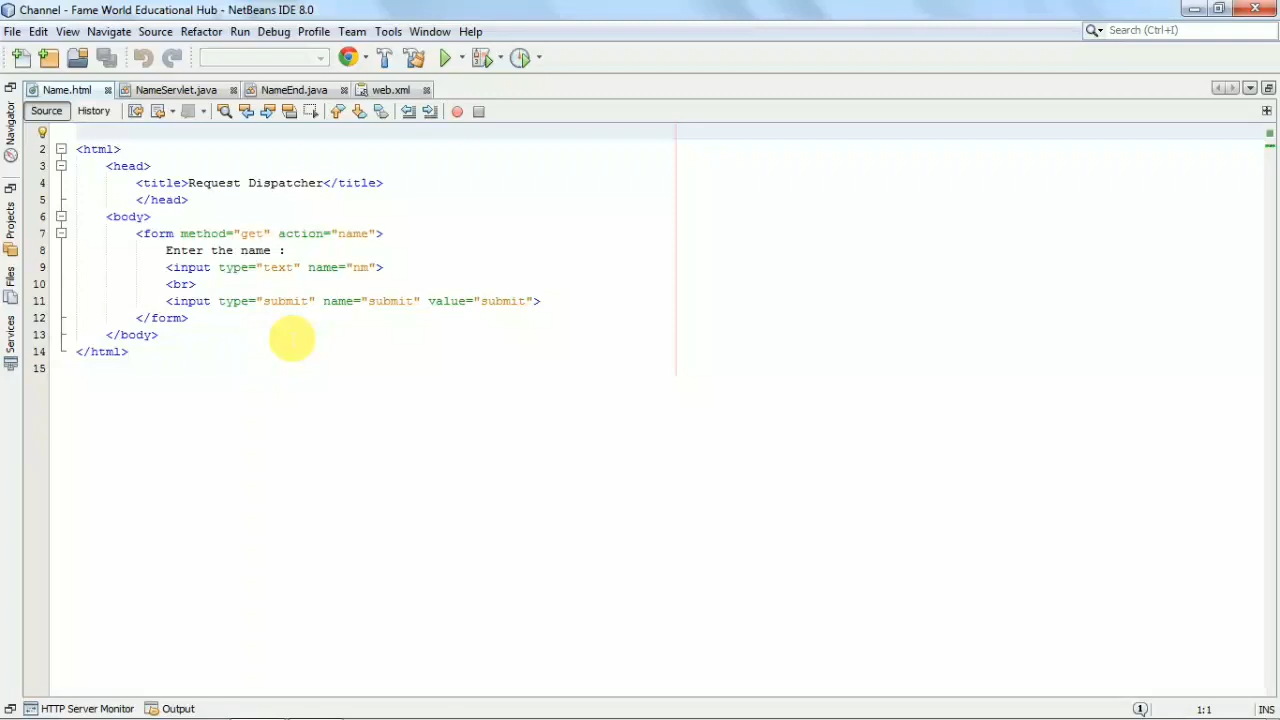 Channel - Fame World Educational Hub - NetBeans IDE 8.0
File Edit View Navigate Source Refactor Run Debug Profile Team Tools Window Help
Search (Ctrl+I)
Name.html NameServlet.java NameEnd.java web.xml
Source History
Navigator
Projects
Files
Services
2 <html>
3 <head>
4 <title>Request Dispatcher</title>
5 </head>
6 <body>
7 <form method="get" action="name">
8 Enter the name :
9 <input type="text" name="nm">
10 <br>
11 <input type="submit" name="submit" value="submit">
12 </form>
13 </body>
14 </html>
15
HTTP Server Monitor Output
1 1:1 INS